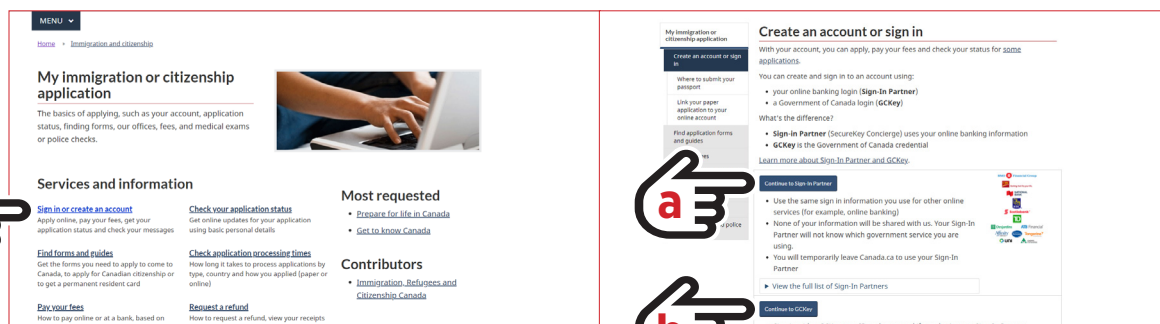 MENU
Home › Immigration and citizenship
My immigration or citizenship
application
The basics of applying, such as your account, application
status, finding forms, our offices, fees, and medical exams
or police checks.
Services and information
Sign in or create an account
Apply online, pay your fees, get your
application status and check your messages
Find forms and guides
Get the forms you need to apply to come to
Canada, to apply for Canadian citizenship or
to get a permanent resident card
Pay your fees
How to pay online or at a bank, based on
Check your application status
Get online updates for your application
using basic personal details
Check application processing times
How long it takes to process applications by
type, country and how you applied (paper or
online)
Request a refund
How to request a refund, view your receipts
Most requested
• Prepare for life in Canada
• Get to know Canada
Contributors
• Immigration, Refugees and
Citizenship Canada
My immigration or
citizenship application
Create an account or sign
in
Where to submit your
passport
Link your paper
application to your
online account
Find application forms
and guides
police
Create an account or sign in
With your account, you can apply, pay your fees and check your status for some
applications.
You can create and sign in to an account using:
• your online banking login (Sign-In Partner)
• a Government of Canada login (GCKey)
What's the difference?
• Sign-in Partner (SecureKey Concierge) uses your online banking information
• GCKey is the Government of Canada credential
Learn more about Sign-In Partner and GCKey.
a
Continue to Sign-In Partner
• Use the same sign in information you use for other online
services (for example, online banking)
• None of your information will be shared with us. Your Sign-In
Partner will not know which government service you are
using.
• You will temporarily leave Canada.ca to use your Sign-In
Partner
NATIONAL
BANK
Scotiabank
TD
Desjardins
ATB Financial
Affinity
Tangerine
UNI
▶ View the full list of Sign-In Partners
b
Continue to GCKey